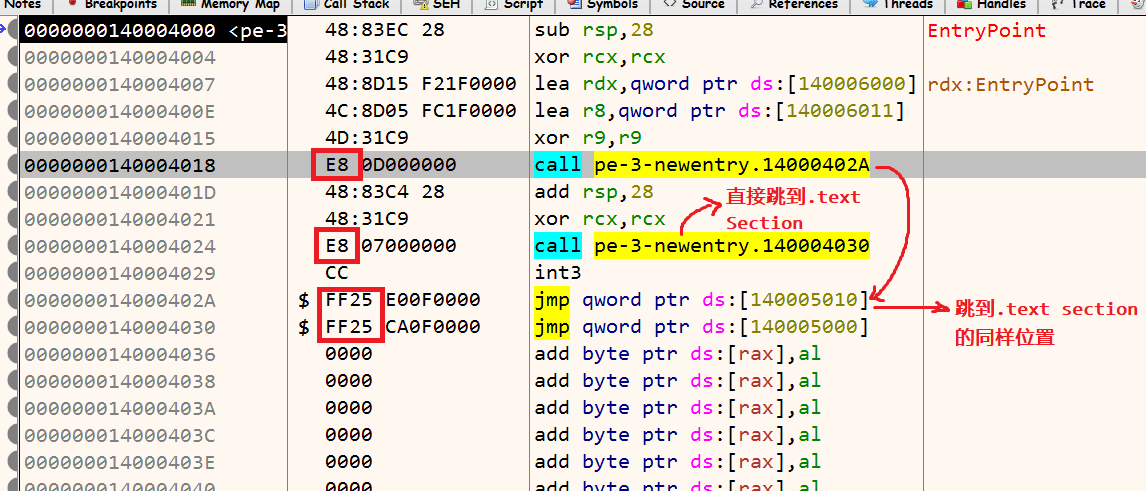 Notes Breakpoints Memory Map Call Stack SEH Script Symbols Source References Threads Handles Trace
0000000140004000 <pe-3 48:83EC 28 sub rsp,28 EntryPoint
0000000140004004 48:31C9 xor rcx,rcx
0000000140004007 48:8D15 F21F0000 lea rdx,qword ptr ds:[140006000] rdx:EntryPoint
000000014000400E 4C:8D05 FC1F0000 lea r8,qword ptr ds:[140006011]
0000000140004015 4D:31C9 xor r9,r9
0000000140004018 E8 0D000000 call pe-3-newentry.14000402A
000000014000401D 48:83C4 28 add rsp,28
直接跳到.text
0000000140004021 48:31C9 xor rcx,rcx
Section
0000000140004024 E8 07000000 call pe-3-newentry.140004030
0000000140004029 CC int3
000000014000402A $ FF25 E00F0000 jmp qword ptr ds:[140005010]
跳到.text section
0000000140004030 $ FF25 CA0F0000 jmp qword ptr ds:[140005000]
的同样位置
0000000140004036 0000 add byte ptr ds:[rax],al
0000000140004038 0000 add byte ptr ds:[rax],al
000000014000403A 0000 add byte ptr ds:[rax],al
000000014000403C 0000 add byte ptr ds:[rax],al
000000014000403E 0000 add byte ptr ds:[rax],al
0000000140004040 0000 add byte ptr ds:[rax],al